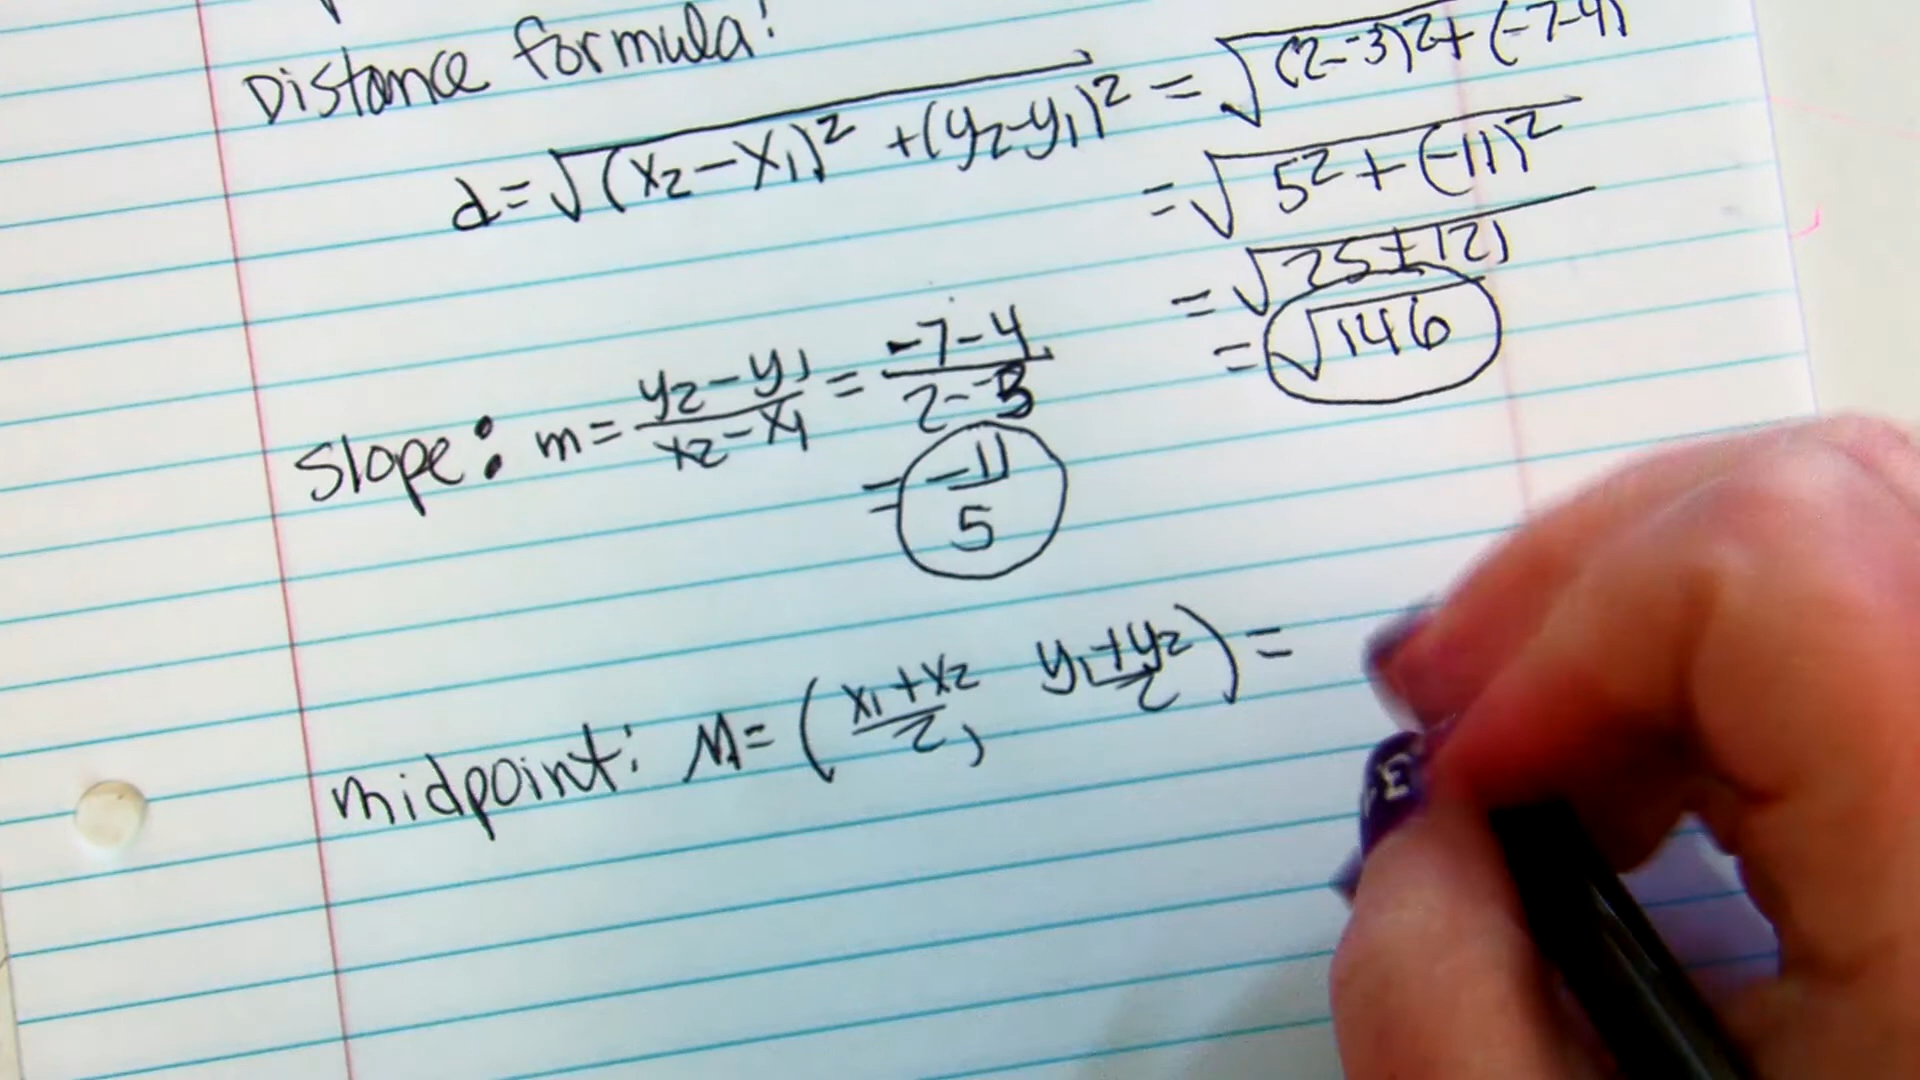 Distance formula:
d = √(x₂ - x₁)² + (y₂ - y₁)² = √(2 - -3)² + (-7 - 4)
= √5² + (-11)²
= √25 + 121
= √146
Slope: m = (y₂ - y₁)/(x₂ - x₁) = (-7 - 4)/(2 - -3)
= -11/5
midpoint: M = (x₁ + x₂/2, y₁ + y₂/2) =